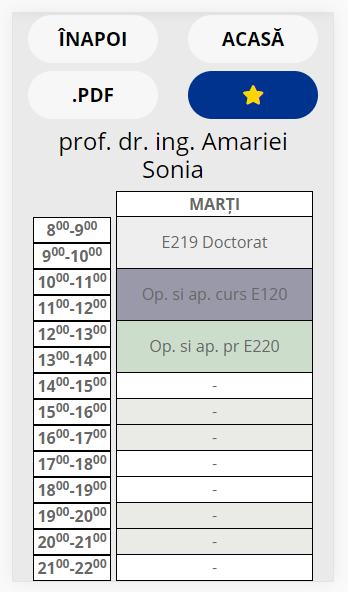 ÎNAPOI ACASĂ
.PDF
prof. dr. ing. Amariei
Sonia
MARȚI
8⁰⁰-9⁰⁰ E219 Doctorat
9⁰⁰-10⁰⁰
10⁰⁰-11⁰⁰ Op. si ap. curs E120
11⁰⁰-12⁰⁰
12⁰⁰-13⁰⁰ Op. si ap. pr E220
13⁰⁰-14⁰⁰
14⁰⁰-15⁰⁰ -
15⁰⁰-16⁰⁰ -
16⁰⁰-17⁰⁰ -
17⁰⁰-18⁰⁰ -
18⁰⁰-19⁰⁰ -
19⁰⁰-20⁰⁰ -
20⁰⁰-21⁰⁰ -
21⁰⁰-22⁰⁰ -